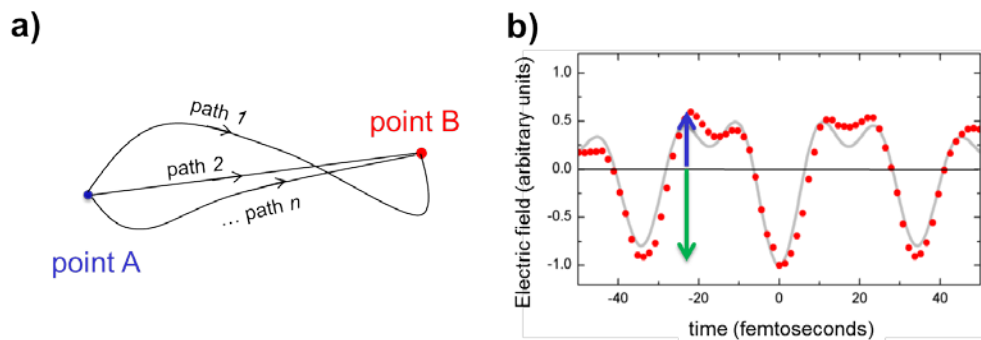 a)
path 1
point B
path 2
... path n
point A
b)
Electric field (arbitrary units)
1.0
0.5
0.0
-0.5
-1.0
-40 -20 0 20 40
time (femtoseconds)